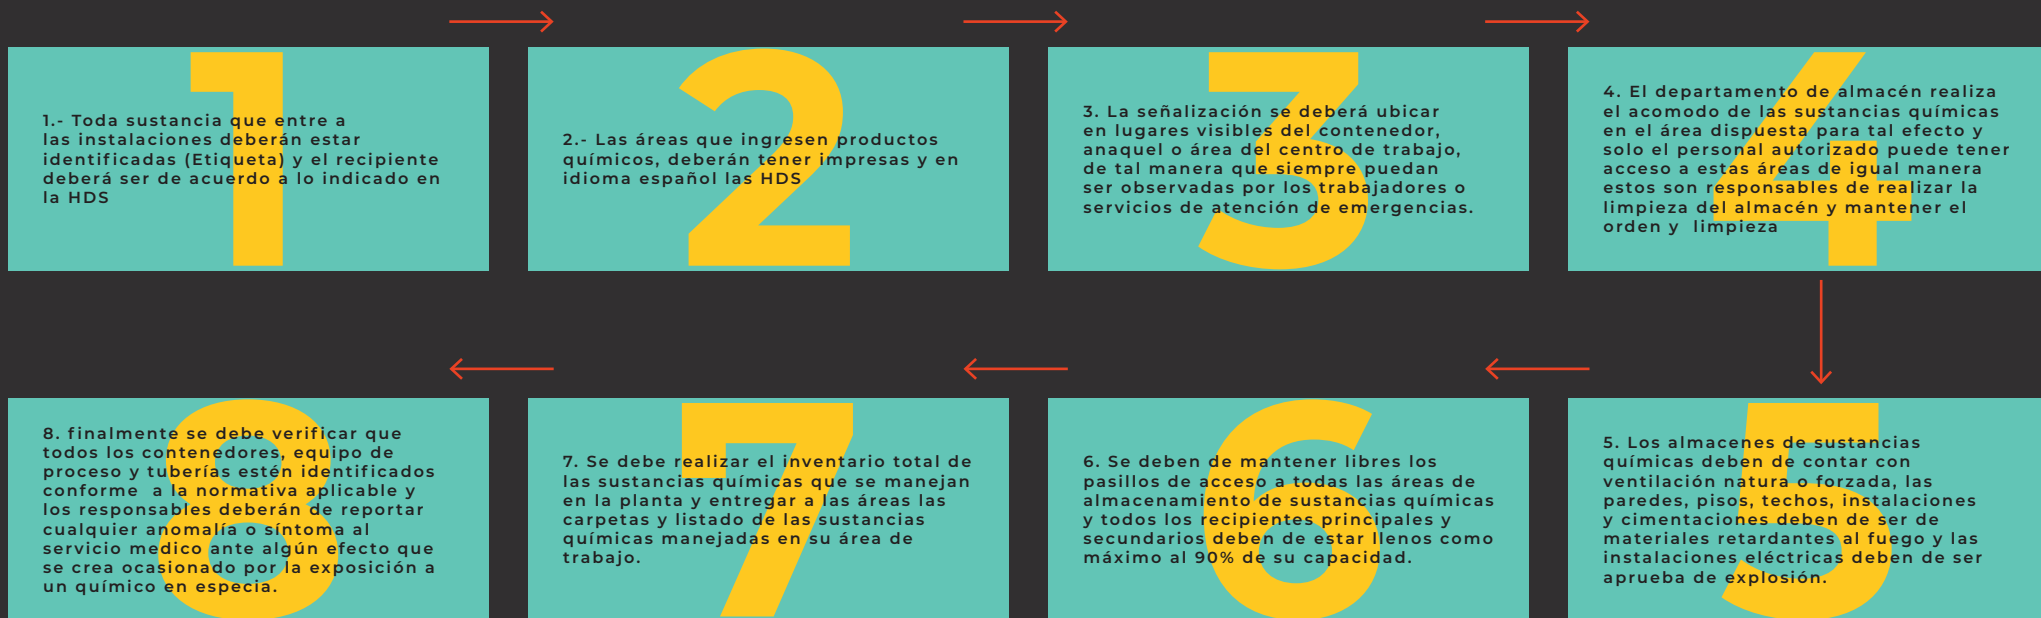 1
1.- Toda sustancia que entre a
las instalaciones deberán estar
identificadas (Etiqueta) y el recipiente
deberá ser de acuerdo a lo indicado en
la HDS
2
2.- Las áreas que ingresen productos
químicos, deberán tener impresas y en
idioma español las HDS
3
3. La señalización se deberá ubicar
en lugares visibles del contenedor,
anaquel o área del centro de trabajo,
de tal manera que siempre puedan
ser observadas por los trabajadores o
servicios de atención de emergencias.
4
4. El departamento de almacén realiza
el acomodo de las sustancias químicas
en el área dispuesta para tal efecto y
solo el personal autorizado puede tener
acceso a estas áreas de igual manera
estos son responsables de realizar la
limpieza del almacén y mantener el
orden y  limpieza
5
5. Los almacenes de sustancias
químicas deben de contar con
ventilación natura o forzada, las
paredes, pisos, techos, instalaciones
y cimentaciones deben de ser de
materiales retardantes al fuego y las
instalaciones eléctricas deben de ser
aprueba de explosión.
6
6. Se deben de mantener libres los
pasillos de acceso a todas las áreas de
almacenamiento de sustancias químicas
y todos los recipientes principales y
secundarios deben de estar llenos como
máximo al 90% de su capacidad.
7
7. Se debe realizar el inventario total de
las sustancias químicas que se manejan
en la planta y entregar a las áreas las
carpetas y listado de las sustancias
químicas manejadas en su área de
trabajo.
8
8. finalmente se debe verificar que
todos los contenedores, equipo de
proceso y tuberías estén identificados
conforme  a la normativa aplicable y
los responsables deberán de reportar
cualquier anomalía o síntoma al
servicio medico ante algún efecto que
se crea ocasionado por la exposición a
un químico en especia.